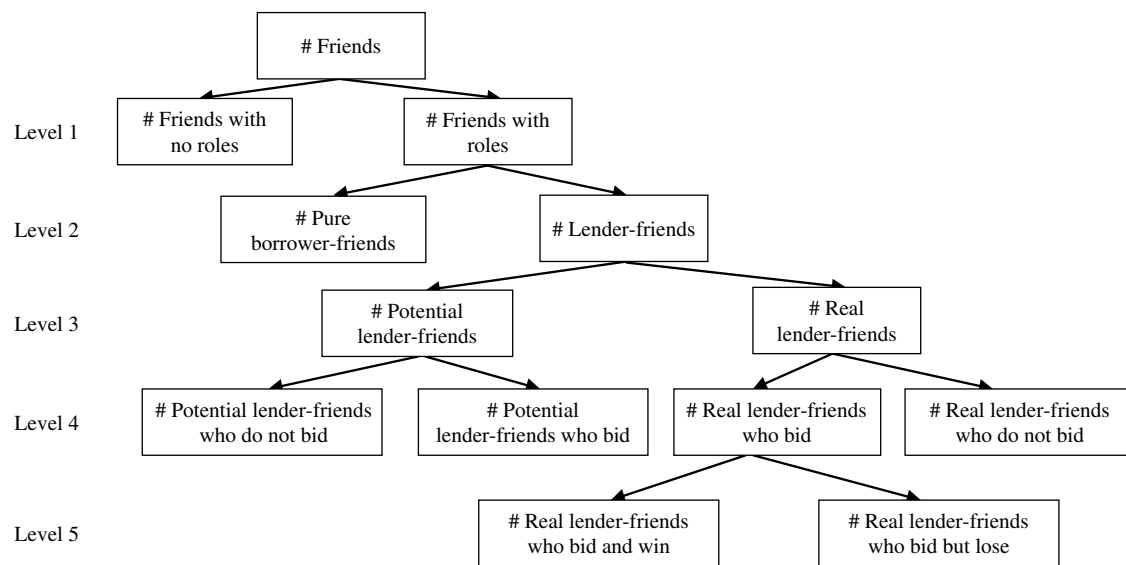 # Friends
Level 1
# Friends with
no roles
# Friends with
roles
Level 2
# Pure
borrower-friends
# Lender-friends
Level 3
# Potential
lender-friends
# Real
lender-friends
Level 4
# Potential lender-friends
who do not bid
# Potential
lender-friends who bid
# Real lender-friends
who bid
# Real lender-friends
who do not bid
Level 5
# Real lender-friends
who bid and win
# Real lender-friends
who bid but lose